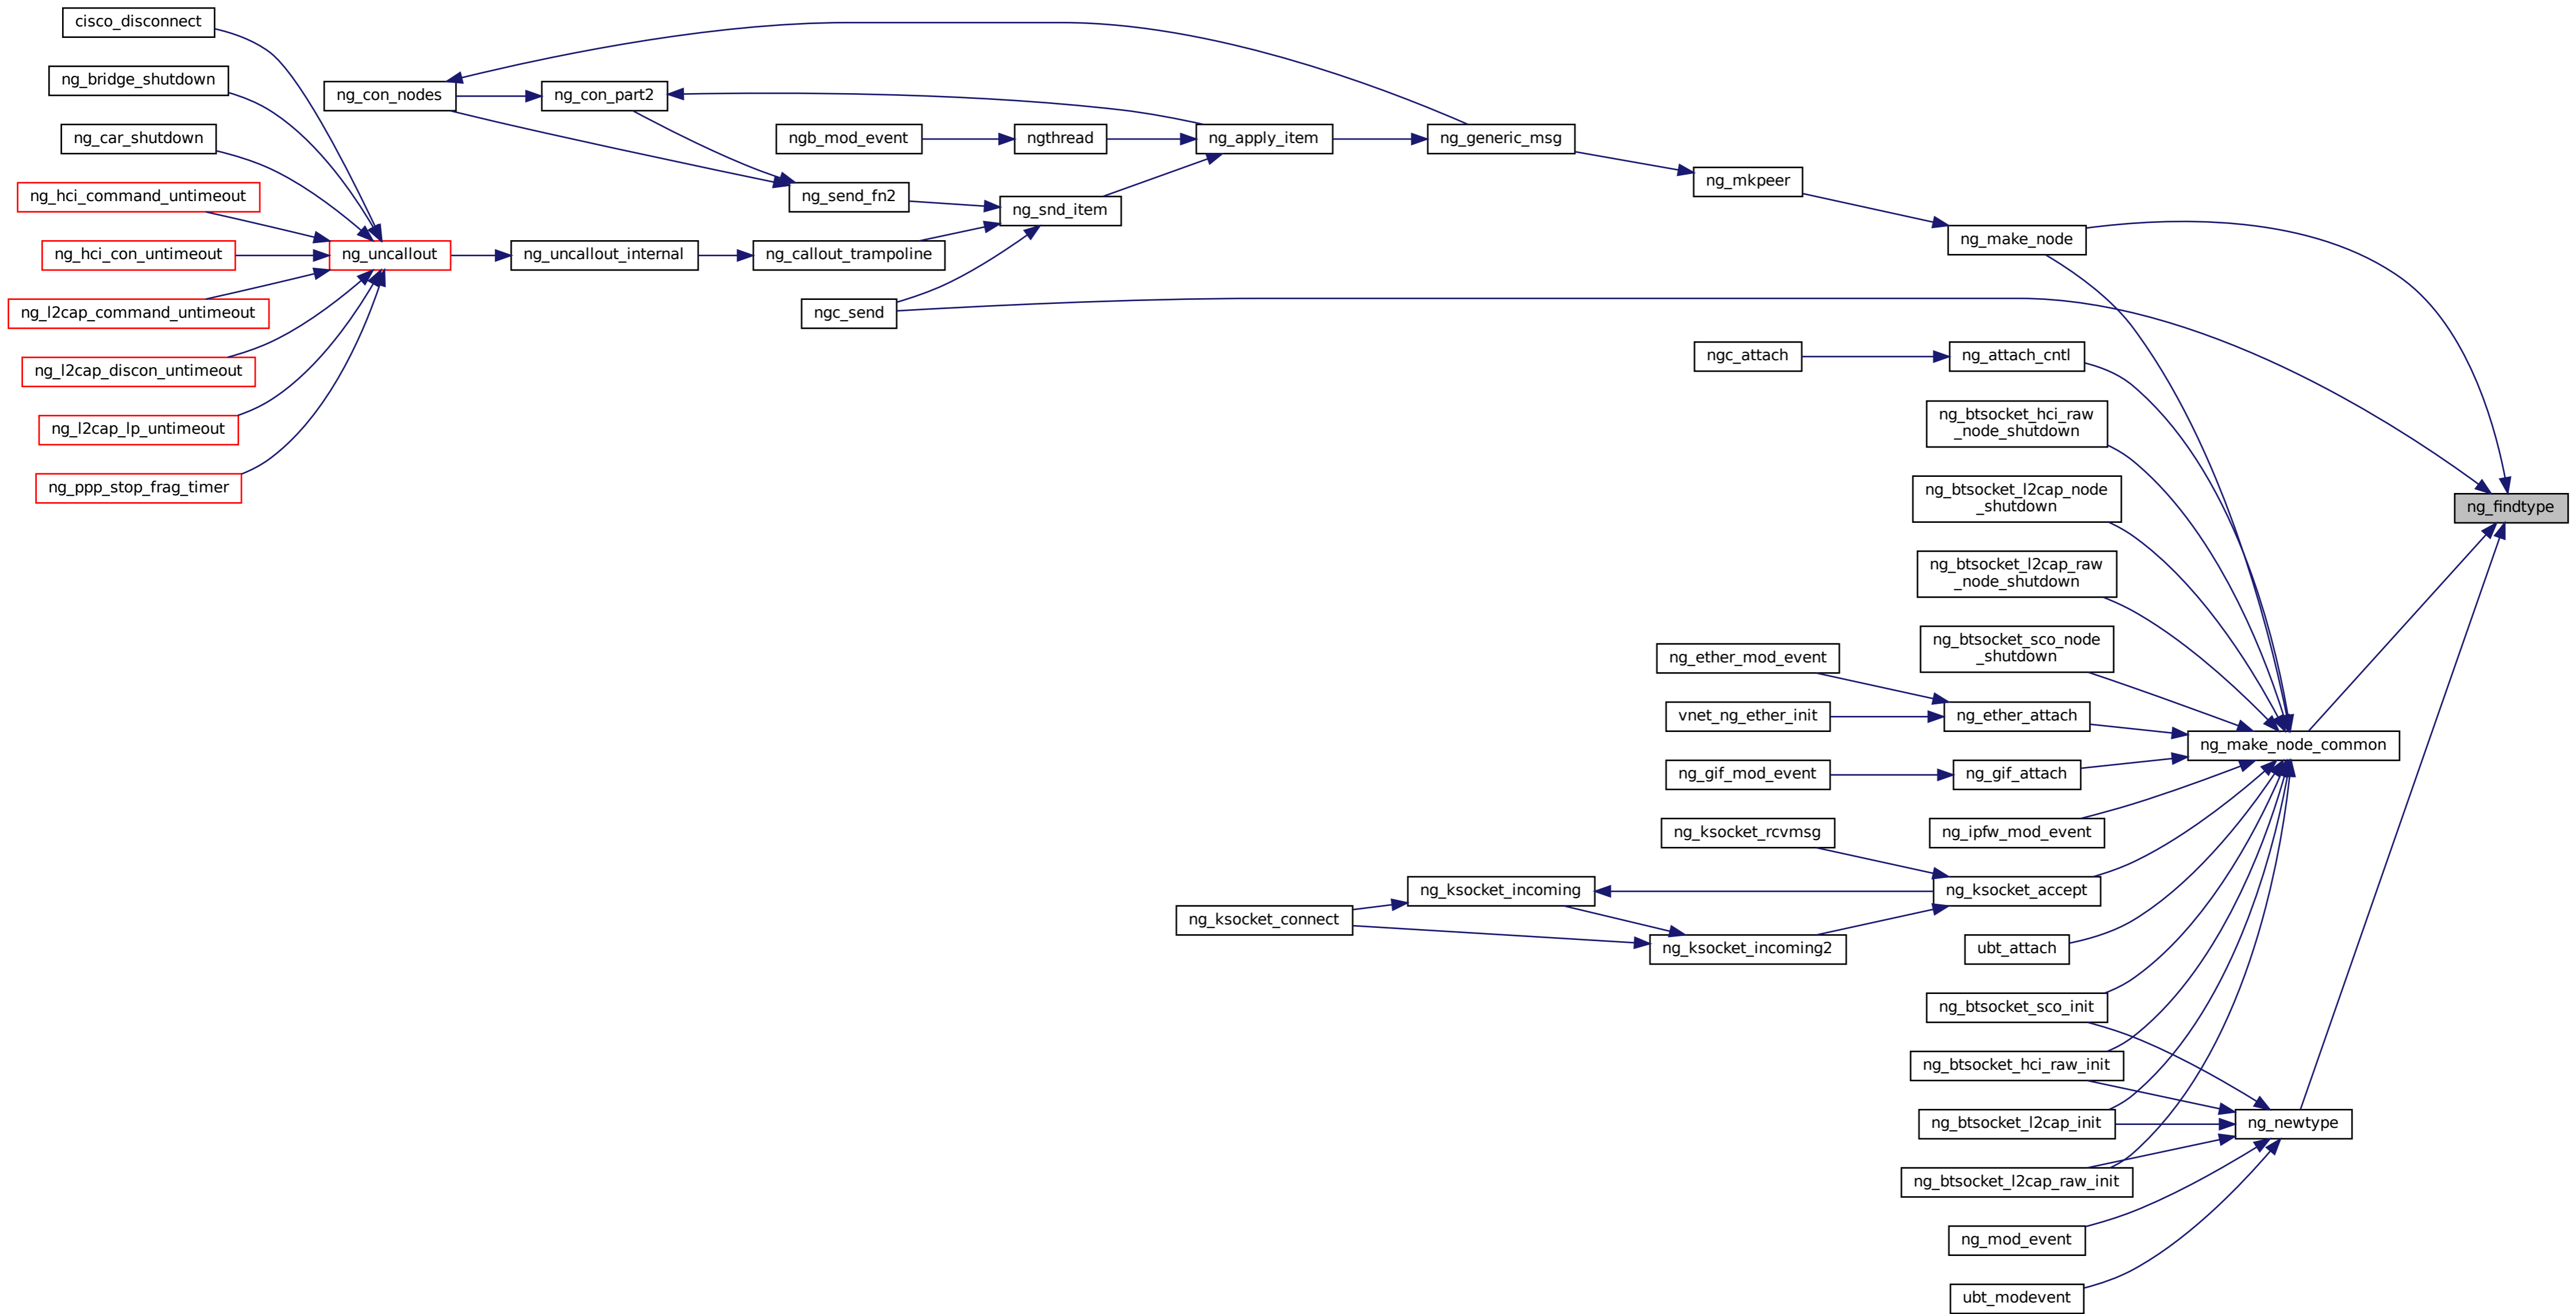 cisco_disconnect
ng_bridge_shutdown
ng_car_shutdown
ng_hci_command_untimeout
ng_hci_con_untimeout
ng_l2cap_command_untimeout
ng_l2cap_discon_untimeout
ng_l2cap_lp_untimeout
ng_ppp_stop_frag_timer
ng_uncallout
ng_con_nodes
ng_con_part2
ng_uncallout_internal
ngb_mod_event
ng_send_fn2
ng_callout_trampoline
ngc_send
ngthread
ng_snd_item
ng_apply_item
ng_generic_msg
ng_mkpeer
ng_make_node
ngc_attach
ng_attach_cntl
ng_btsocket_hci_raw
_node_shutdown
ng_btsocket_l2cap_node
_shutdown
ng_btsocket_l2cap_raw
_node_shutdown
ng_btsocket_sco_node
_shutdown
ng_ether_mod_event
vnet_ng_ether_init
ng_ether_attach
ng_gif_mod_event
ng_gif_attach
ng_ipfw_mod_event
ng_ksocket_rcvmsg
ng_ksocket_incoming
ng_ksocket_accept
ng_ksocket_connect
ng_ksocket_incoming2
ubt_attach
ng_btsocket_sco_init
ng_btsocket_hci_raw_init
ng_btsocket_l2cap_init
ng_btsocket_l2cap_raw_init
ng_mod_event
ubt_modevent
ng_make_node_common
ng_newtype
ng_findtype